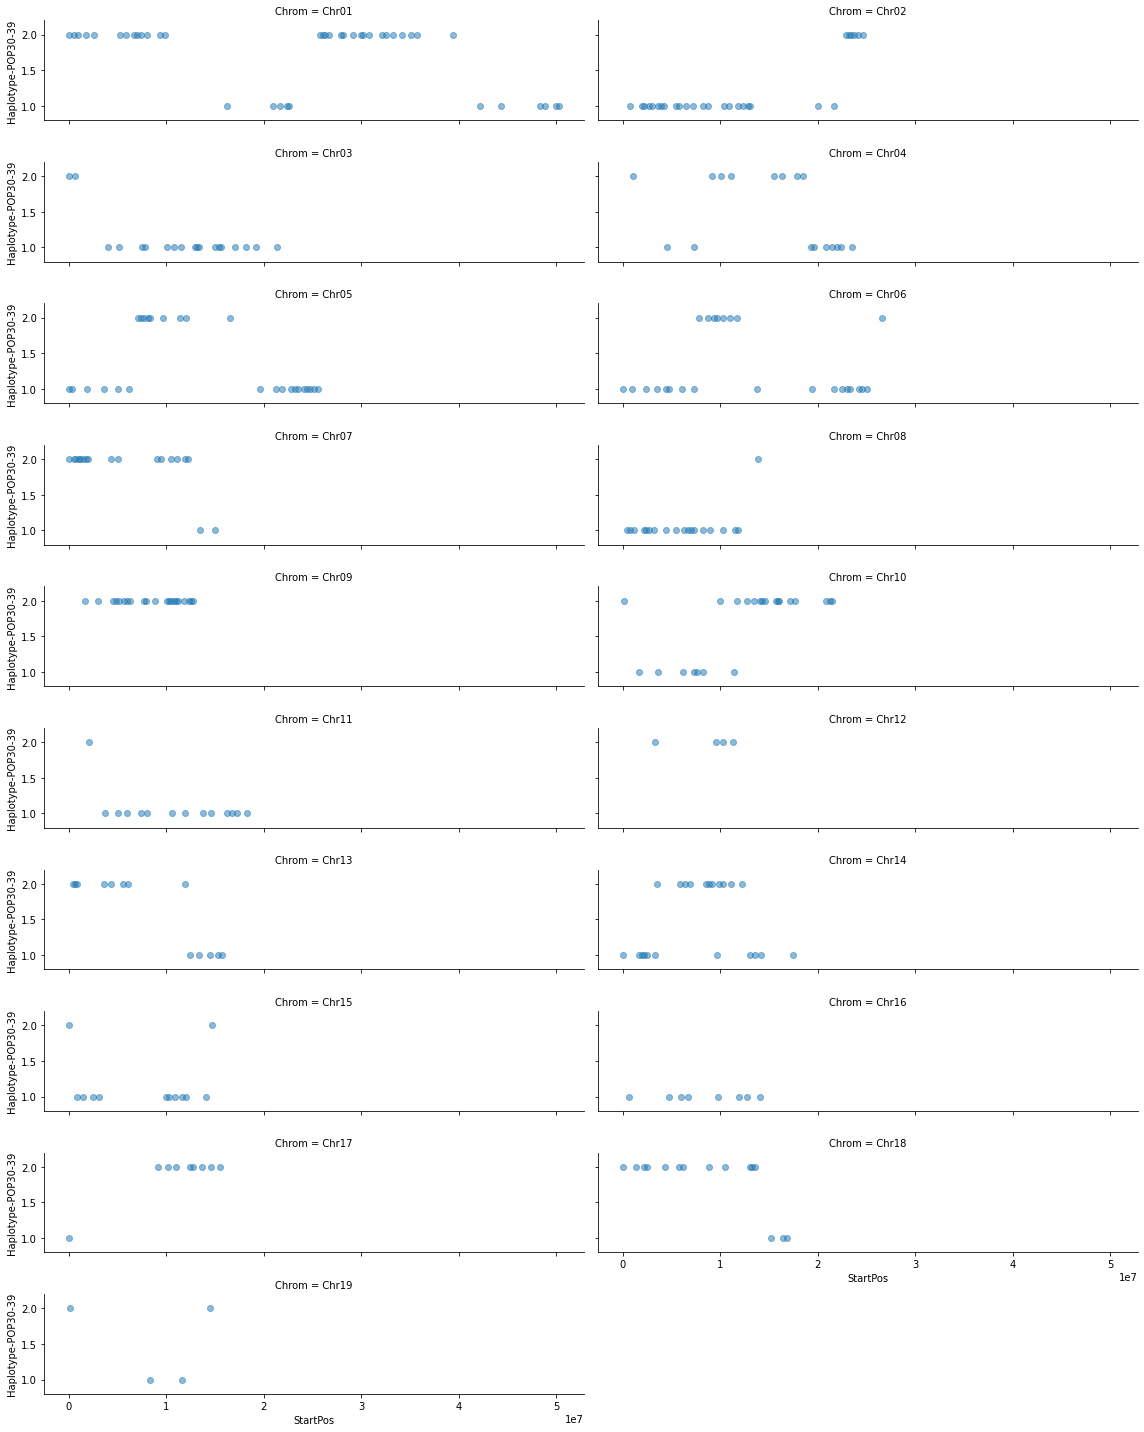 Chrom = Chr01
Chrom = Chr02
Haplotype-POP30-39
2.0
1.5
1.0
Chrom = Chr03
Chrom = Chr04
Haplotype-POP30-39
2.0
1.5
1.0
Chrom = Chr05
Chrom = Chr06
Haplotype-POP30-39
2.0
1.5
1.0
Chrom = Chr07
Chrom = Chr08
Haplotype-POP30-39
2.0
1.5
1.0
Chrom = Chr09
Chrom = Chr10
Haplotype-POP30-39
2.0
1.5
1.0
Chrom = Chr11
Chrom = Chr12
Haplotype-POP30-39
2.0
1.5
1.0
Chrom = Chr13
Chrom = Chr14
Haplotype-POP30-39
2.0
1.5
1.0
Chrom = Chr15
Chrom = Chr16
Haplotype-POP30-39
2.0
1.5
1.0
Chrom = Chr17
Chrom = Chr18
Haplotype-POP30-39
2.0
1.5
1.0
0 1 2 3 4 5
StartPos
1e7
Chrom = Chr19
Haplotype-POP30-39
2.0
1.5
1.0
0 1 2 3 4 5
StartPos
1e7